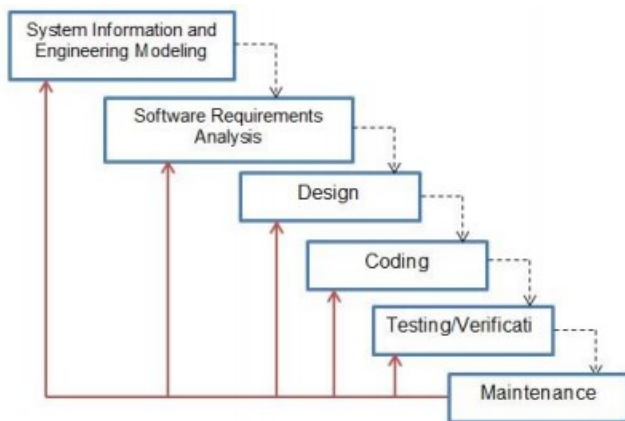 System Information and
Engineering Modeling
Software Requirements
Analysis
Design
Coding
Testing/Verificati
Maintenance